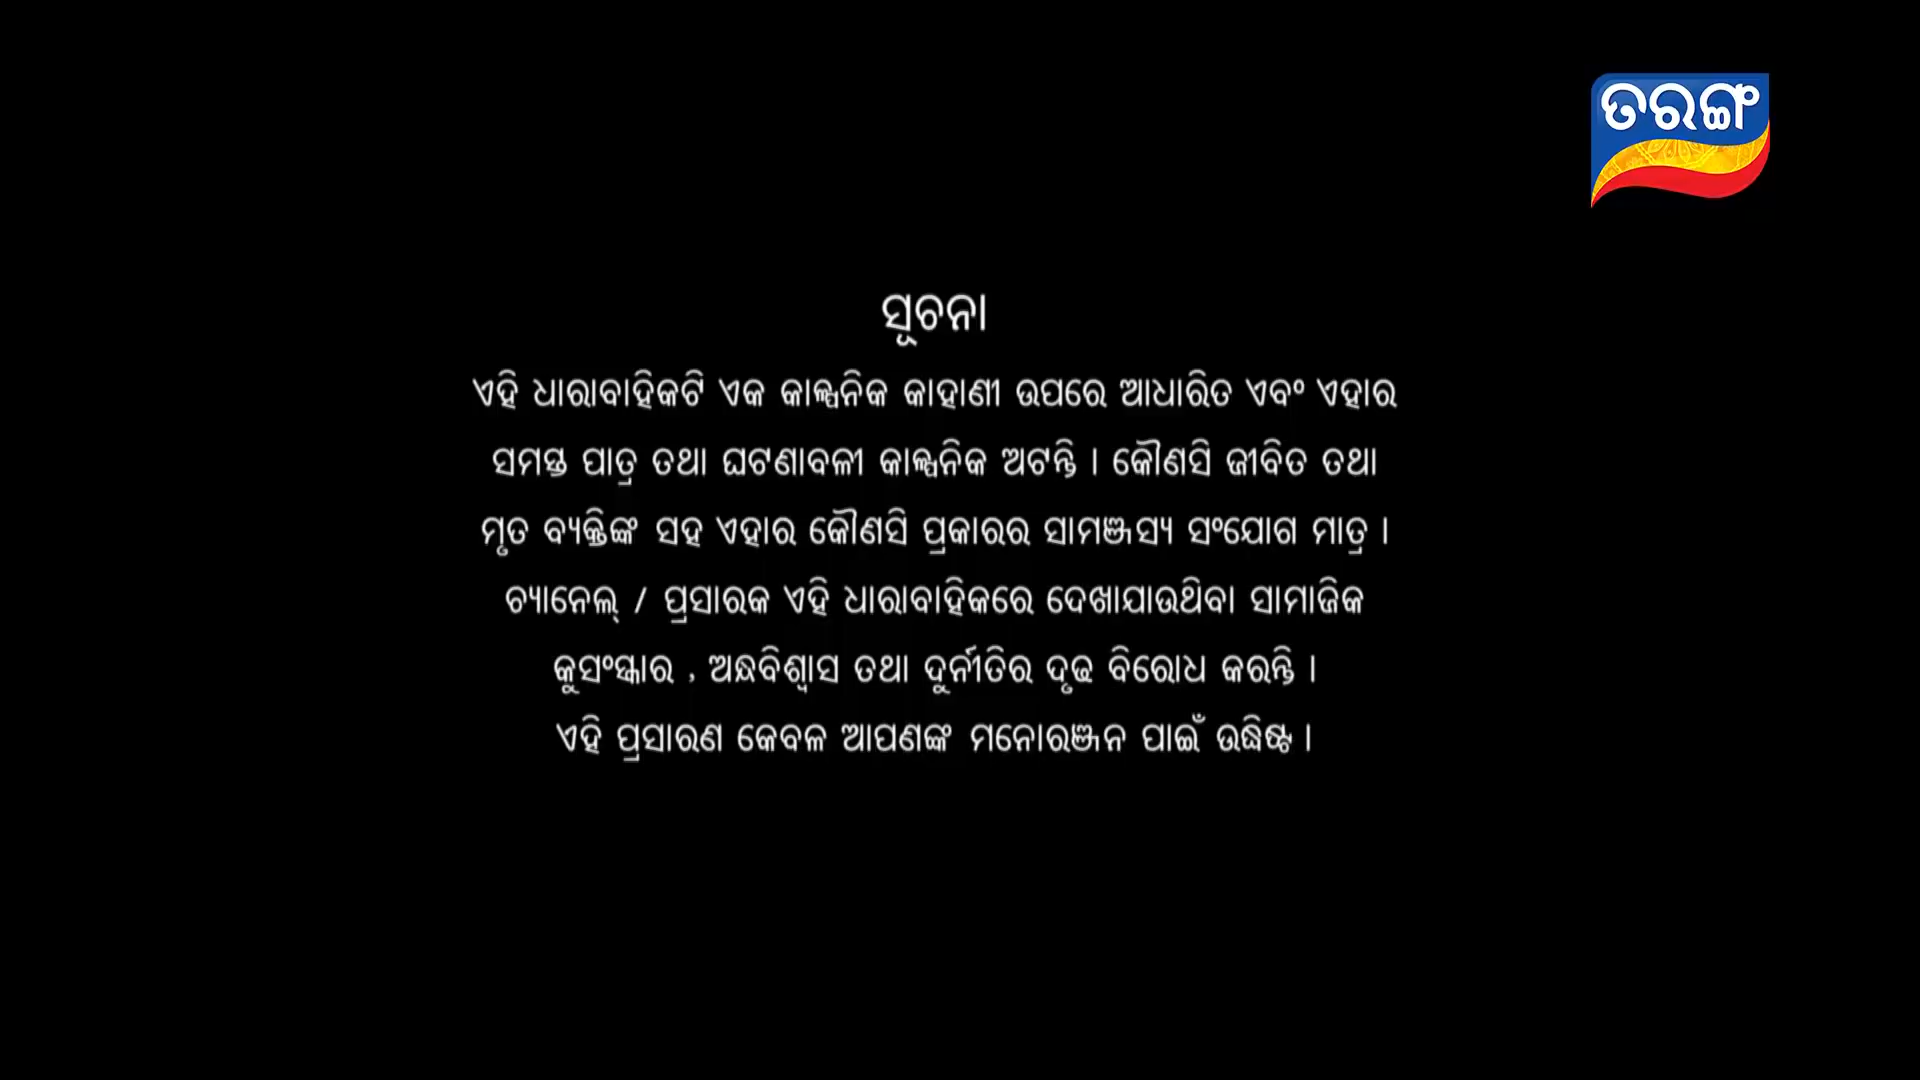 ତରଙ୍ଗ
ସୂଚନା
ଏହି ଧାରାବାହିକଟି ଏକ କାଳ୍ପନିକ କାହାଣୀ ଉପରେ ଆଧାରିତ ଏବଂ ଏହାର
ସମସ୍ତ ପାତ୍ର ତଥା ଘଟଣାବଳୀ କାଳ୍ପନିକ ଅଟନ୍ତି । କୌଣସି ଜୀବିତ ତଥା
ମୃତ ବ୍ୟକ୍ତିଙ୍କ ସହ ଏହାର କୌଣସି ପ୍ରକାରର ସାମଞ୍ଜସ୍ୟ ସଂଯୋଗ ମାତ୍ର ।
ଚ୍ୟାନେଲ୍ / ପ୍ରସାରକ ଏହି ଧାରାବାହିକରେ ଦେଖାଯାଉଥିବା ସାମାଜିକ
କୁସଂସ୍କାର , ଅନ୍ଧବିଶ୍ୱାସ ତଥା ଦୁର୍ନୀତିର ଦୃଢ ବିରୋଧ କରନ୍ତି ।
ଏହି ପ୍ରସାରଣ କେବଳ ଆପଣଙ୍କ ମନୋରଞ୍ଜନ ପାଇଁ ଉଦ୍ଧିଷ୍ଟ ।